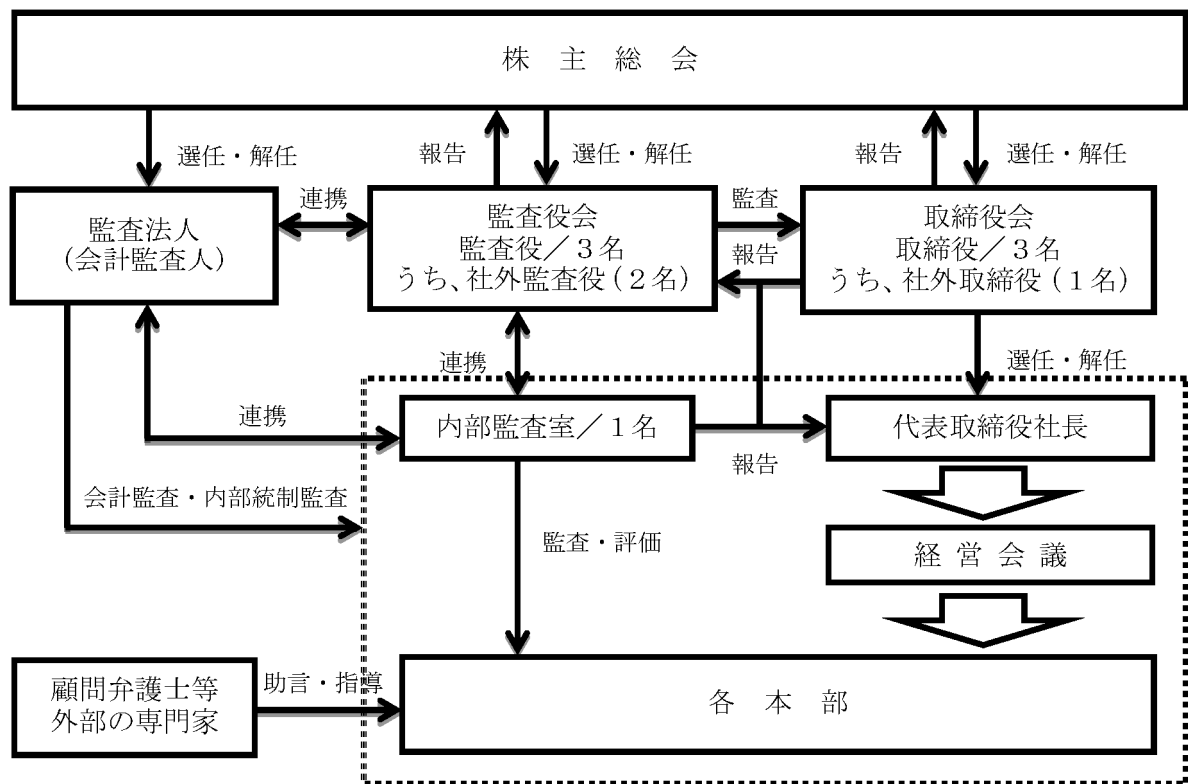 株主総会
選任・解任
報告
選任・解任
報告
選任・解任
監査法人
(会計監査人)
連携
監査役会
監査役／３名
うち、社外監査役(２名)
監査
報告
取締役会
取締役／３名
うち、社外取締役(１名)
連携
選任・解任
連携
内部監査室／１名
報告
代表取締役社長
会計監査・内部統制監査
監査・評価
経営会議
顧問弁護士等
外部の専門家
助言・指導
各本部